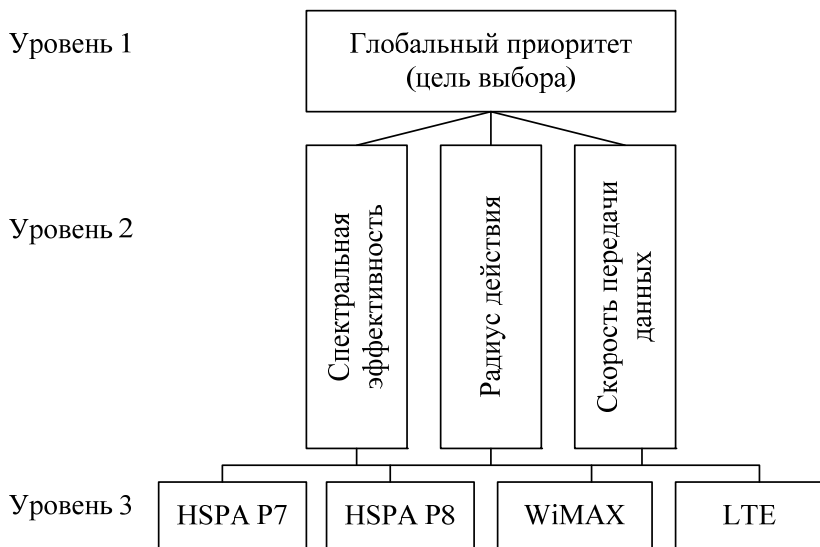 Уровень 1
Глобальный приоритет
(цель выбора)
Уровень 2
Спектральная
эффективность
Радиус действия
Скорость передачи
данных
Уровень 3
HSPA P7
HSPA P8
WiMAX
LTE